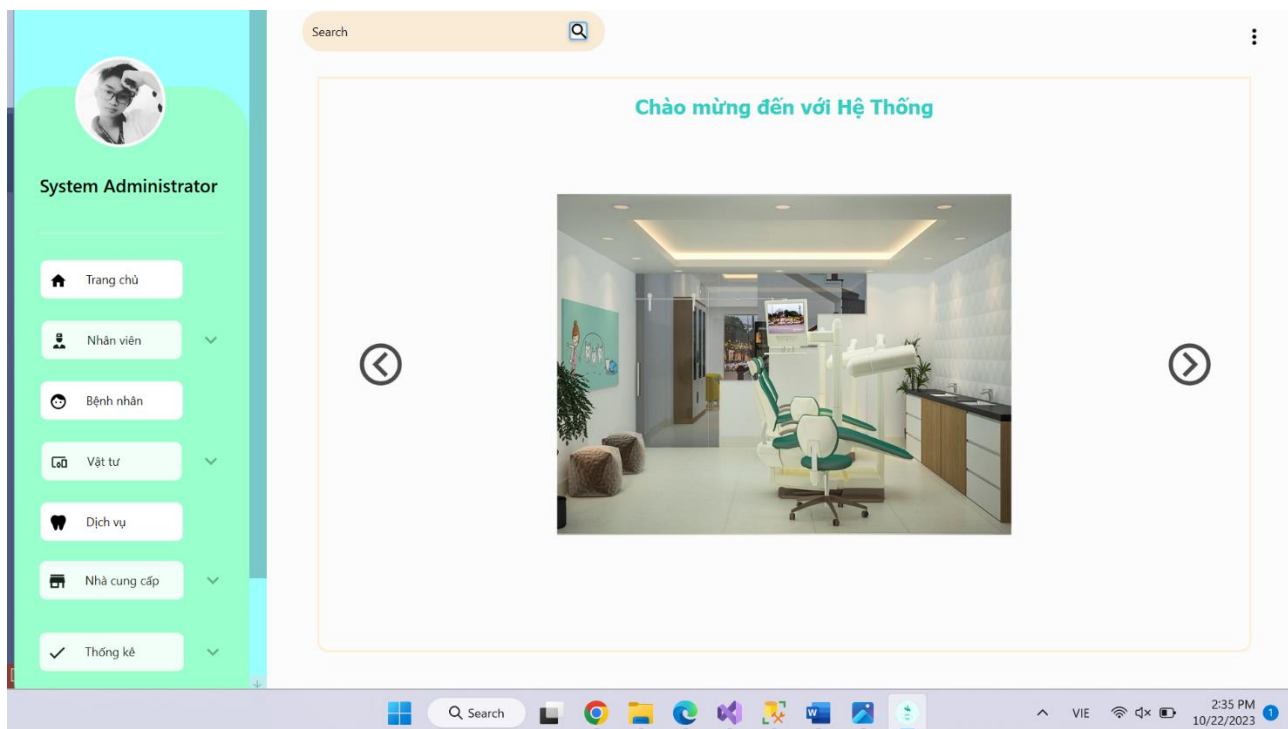 Search
Chào mừng đến với Hệ Thống
System Administrator
Trang chủ
Nhân viên
Bệnh nhân
Vật tư
Dịch vụ
Nhà cung cấp
Thống kê
Search
VIE
2:35 PM
10/22/2023
1